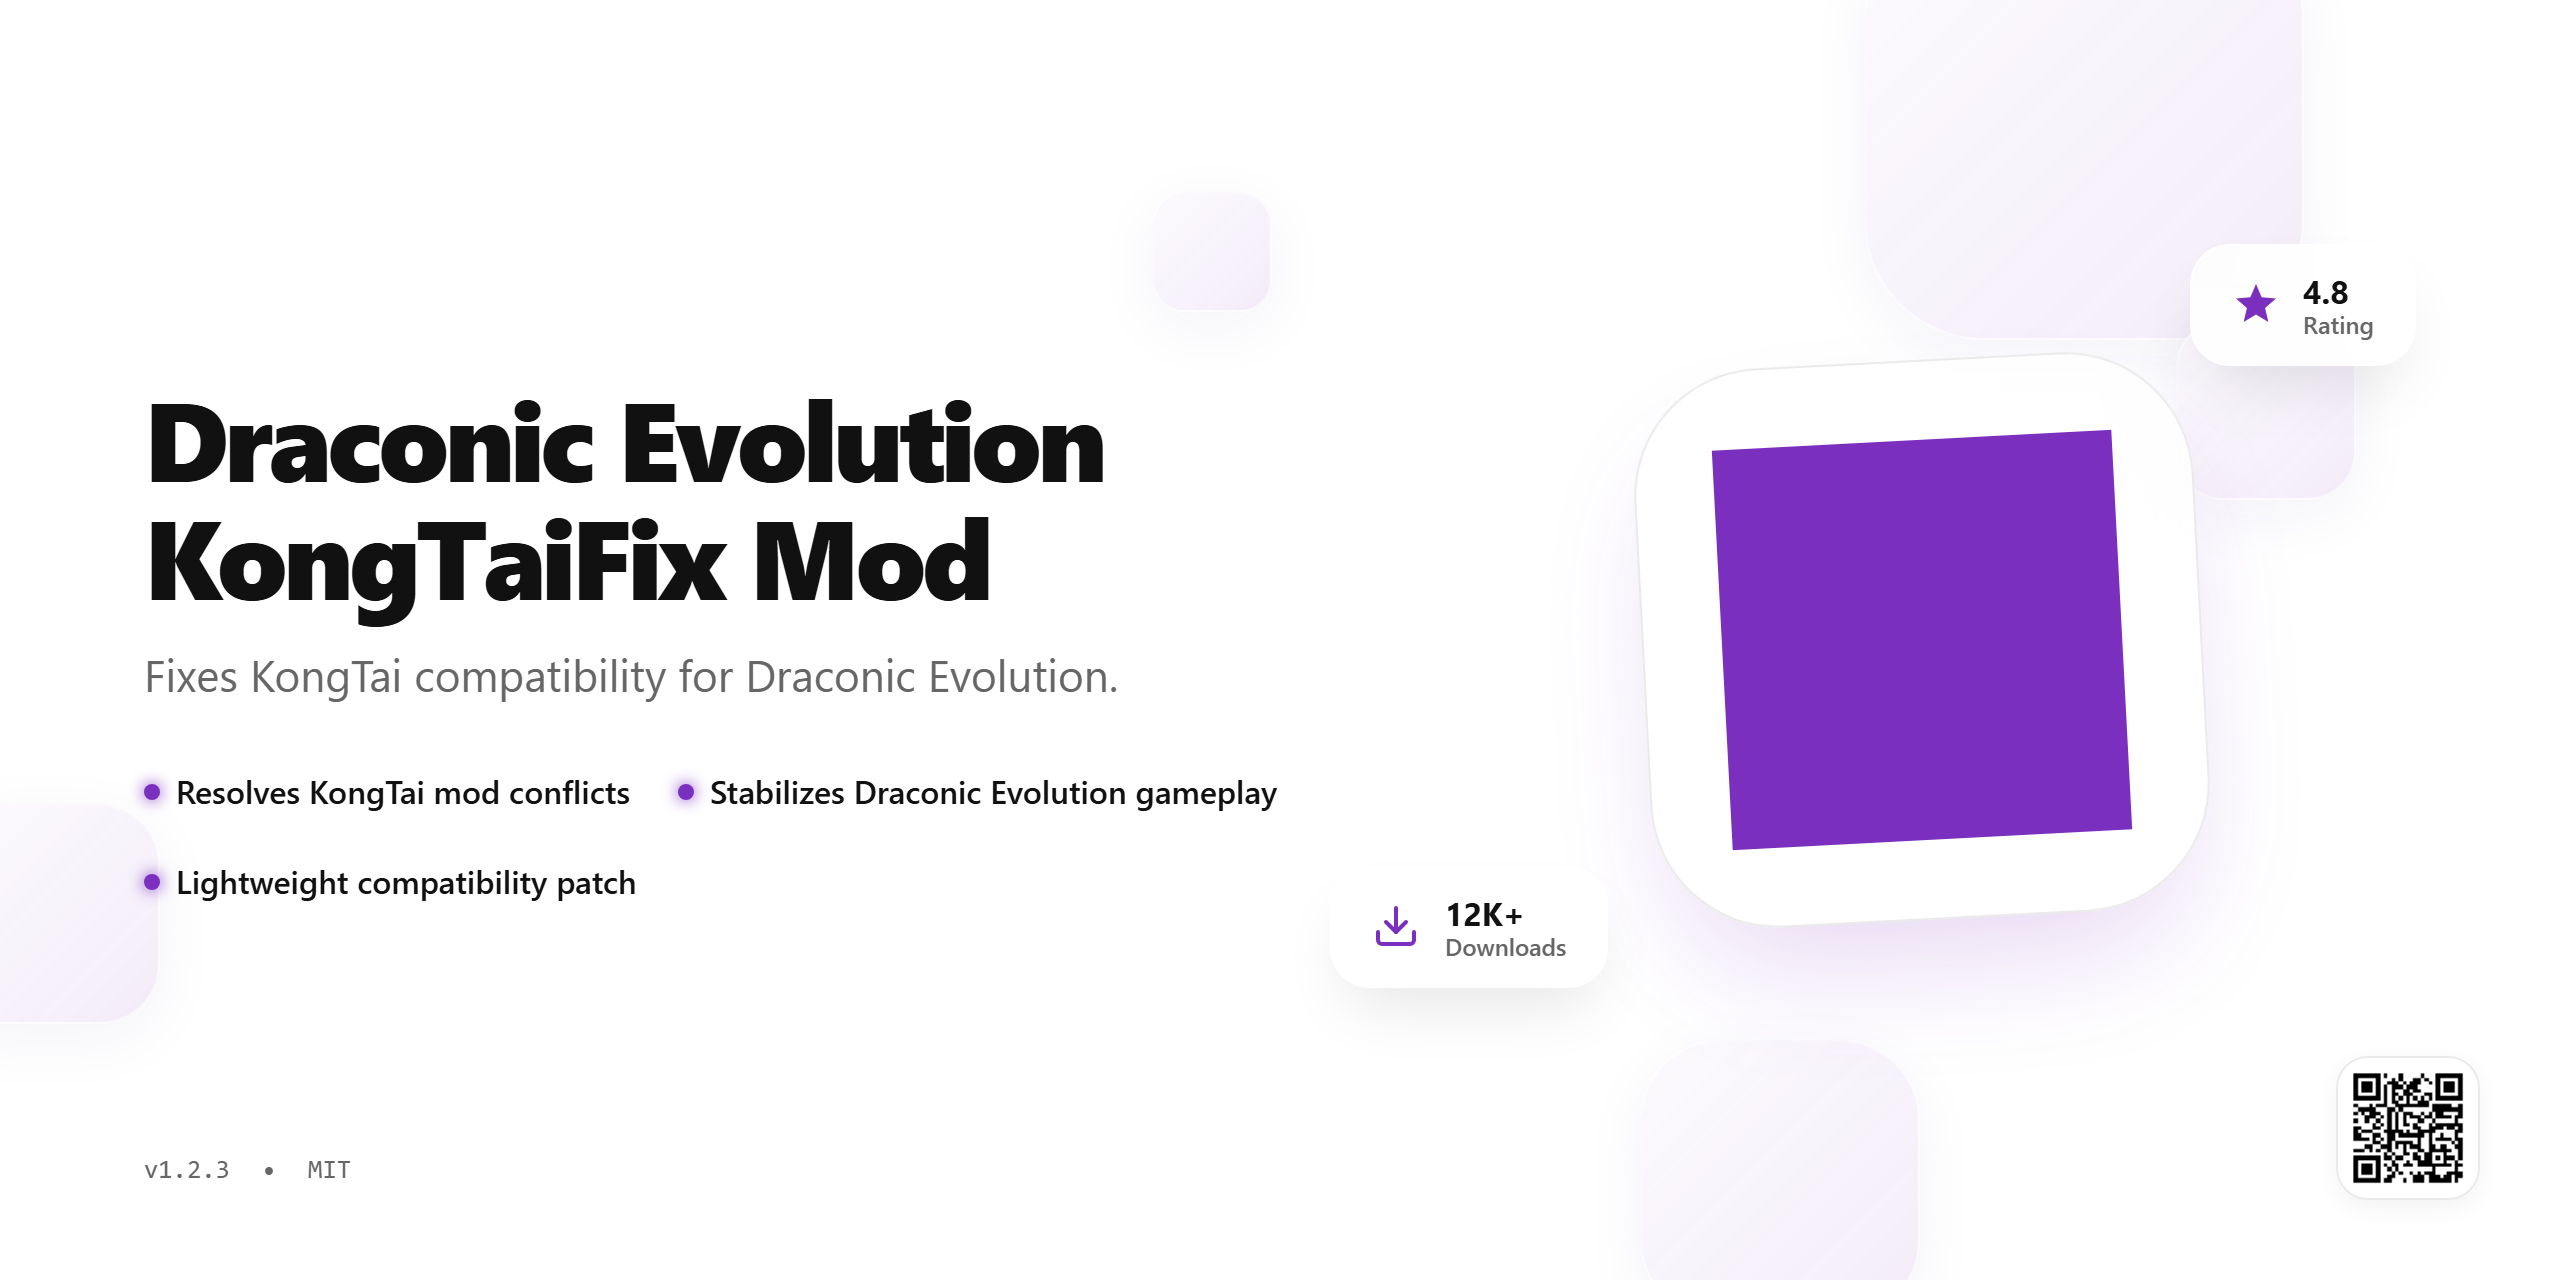 Draconic Evolution
KongTaiFix Mod
Fixes KongTai compatibility for Draconic Evolution.
Resolves KongTai mod conflicts
Stabilizes Draconic Evolution gameplay
Lightweight compatibility patch
4.8
Rating
12K+
Downloads
v1.2.3 • MIT